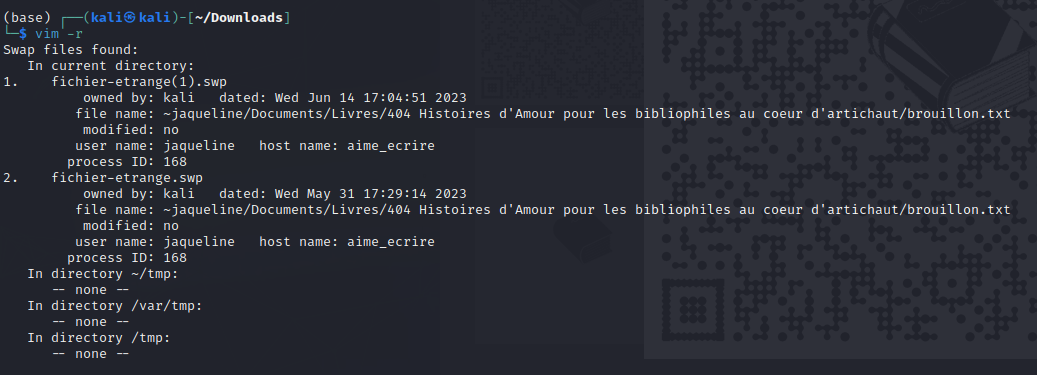 (base) ┌──(kali㉿kali)-[~/Downloads]
└─$ vim -r
Swap files found:
   In current directory:
1.    fichier-etrange(1).swp
          owned by: kali   dated: Wed Jun 14 17:04:51 2023
         file name: ~jaqueline/Documents/Livres/404 Histoires d'Amour pour les bibliophiles au coeur d'artichaut/brouillon.txt
          modified: no
         user name: jaqueline   host name: aime_ecrire
        process ID: 168
2.    fichier-etrange.swp
          owned by: kali   dated: Wed May 31 17:29:14 2023
         file name: ~jaqueline/Documents/Livres/404 Histoires d'Amour pour les bibliophiles au coeur d'artichaut/brouillon.txt
          modified: no
         user name: jaqueline   host name: aime_ecrire
        process ID: 168
   In directory ~/tmp:
      -- none --
   In directory /var/tmp:
      -- none --
   In directory /tmp:
      -- none --